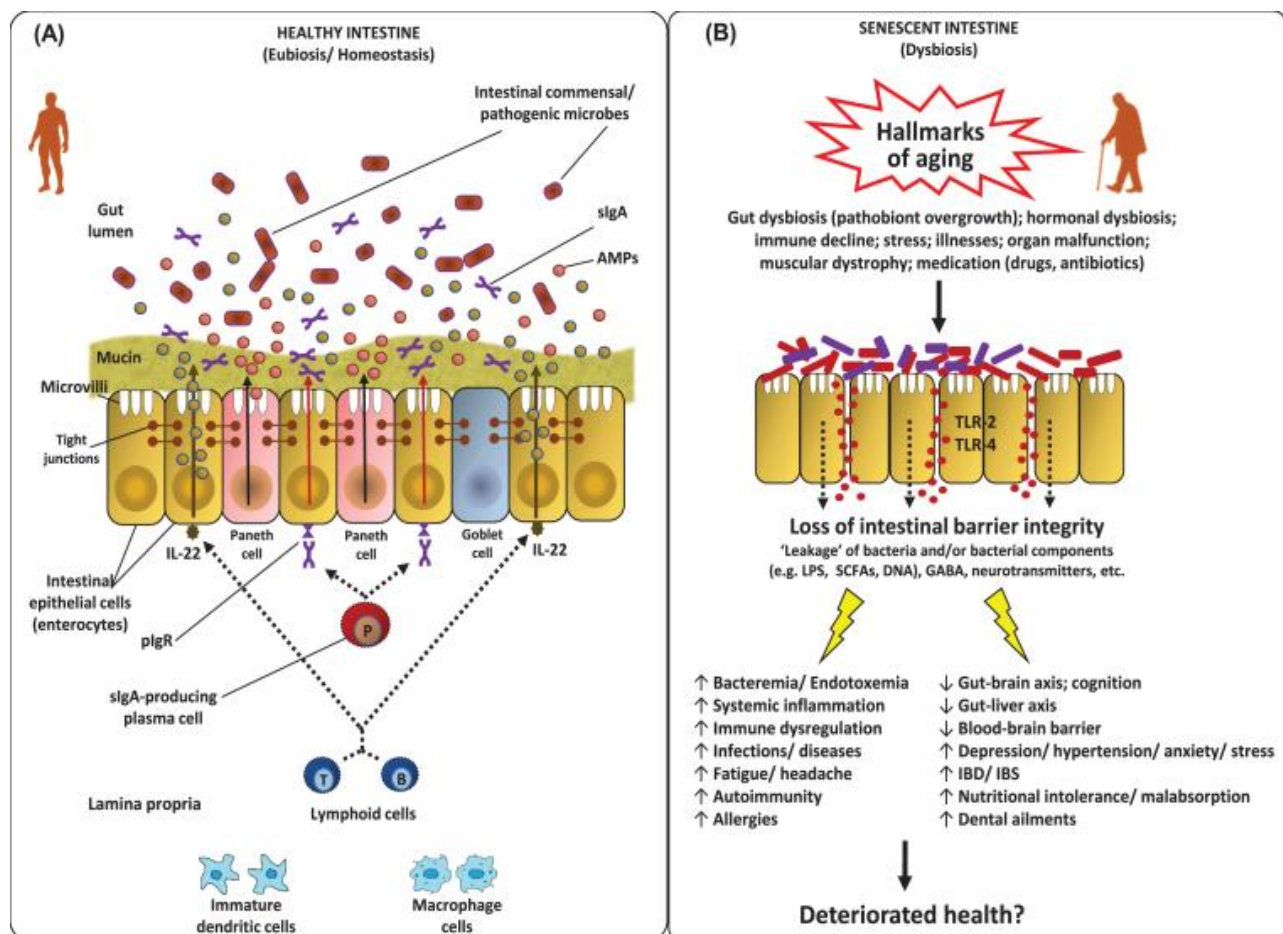 (A)
HEALTHY INTESTINE
(Eubiosis/ Homeostasis)
Intestinal commensal/
pathogenic microbes
Gut
lumen
sIgA
AMPs
Mucin
Microvilli
Tight
junctions
IL-22
Paneth
cell
Paneth
cell
Goblet
cell
IL-22
Intestinal
epithelial cells
(enterocytes)
pIgR
P
sIgA-producing
plasma cell
T
B
Lamina propria
Lymphoid cells
Immature
dendritic cells
Macrophage
cells
(B)
SENESCENT INTESTINE
(Dysbiosis)
Hallmarks
of aging
Gut dysbiosis (pathobiont overgrowth); hormonal dysbiosis;
immune decline; stress; illnesses; organ malfunction;
muscular dystrophy; medication (drugs, antibiotics)
TLR-2
TLR-4
Loss of intestinal barrier integrity
'Leakage' of bacteria and/or bacterial components
(e.g. LPS, SCFAs, DNA), GABA, neurotransmitters, etc.
↑ Bacteremia/ Endotoxemia
↑ Systemic inflammation
↑ Immune dysregulation
↑ Infections/ diseases
↑ Fatigue/ headache
↑ Autoimmunity
↑ Allergies
↓ Gut-brain axis; cognition
↓ Gut-liver axis
↓ Blood-brain barrier
↑ Depression/ hypertension/ anxiety/ stress
↑ IBD/ IBS
↑ Nutritional intolerance/ malabsorption
↑ Dental ailments
Deteriorated health?